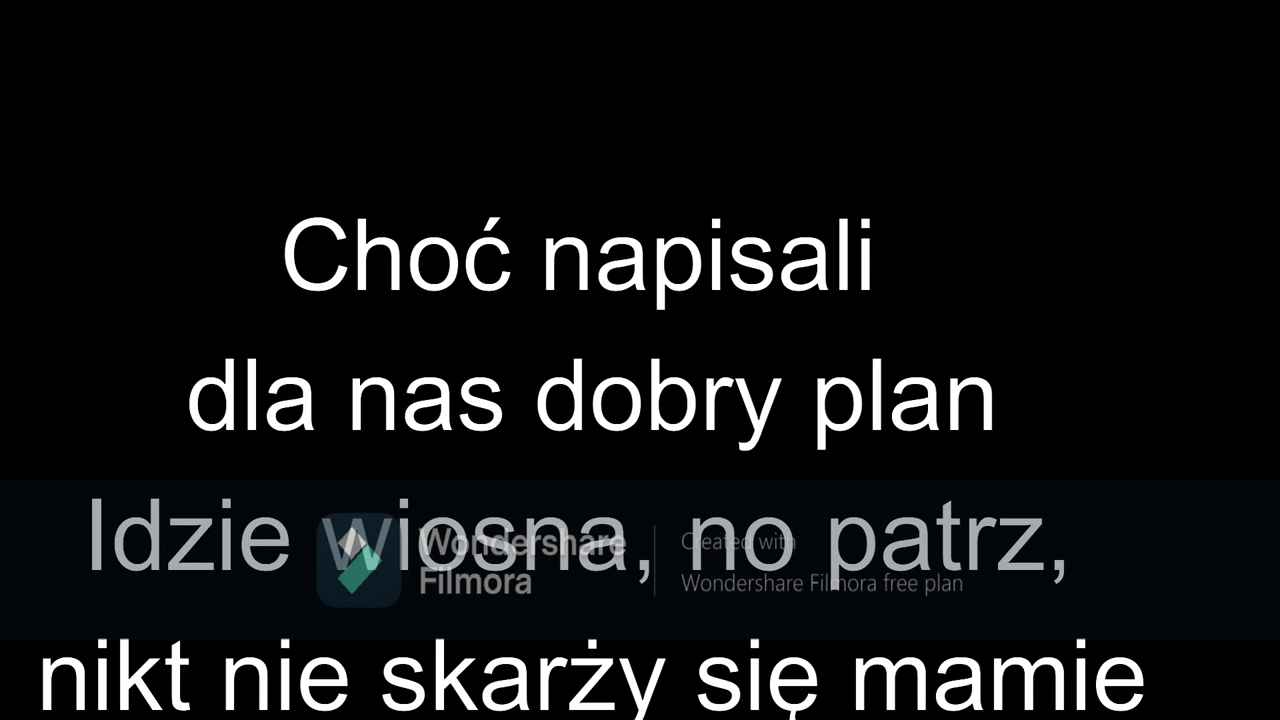 Choć napisali
dla nas dobry plan
Idzie wiosna, no patrz,
Wondershare
Filmora
Created with
Wondershare Filmora free plan
nikt nie skarży się mamie